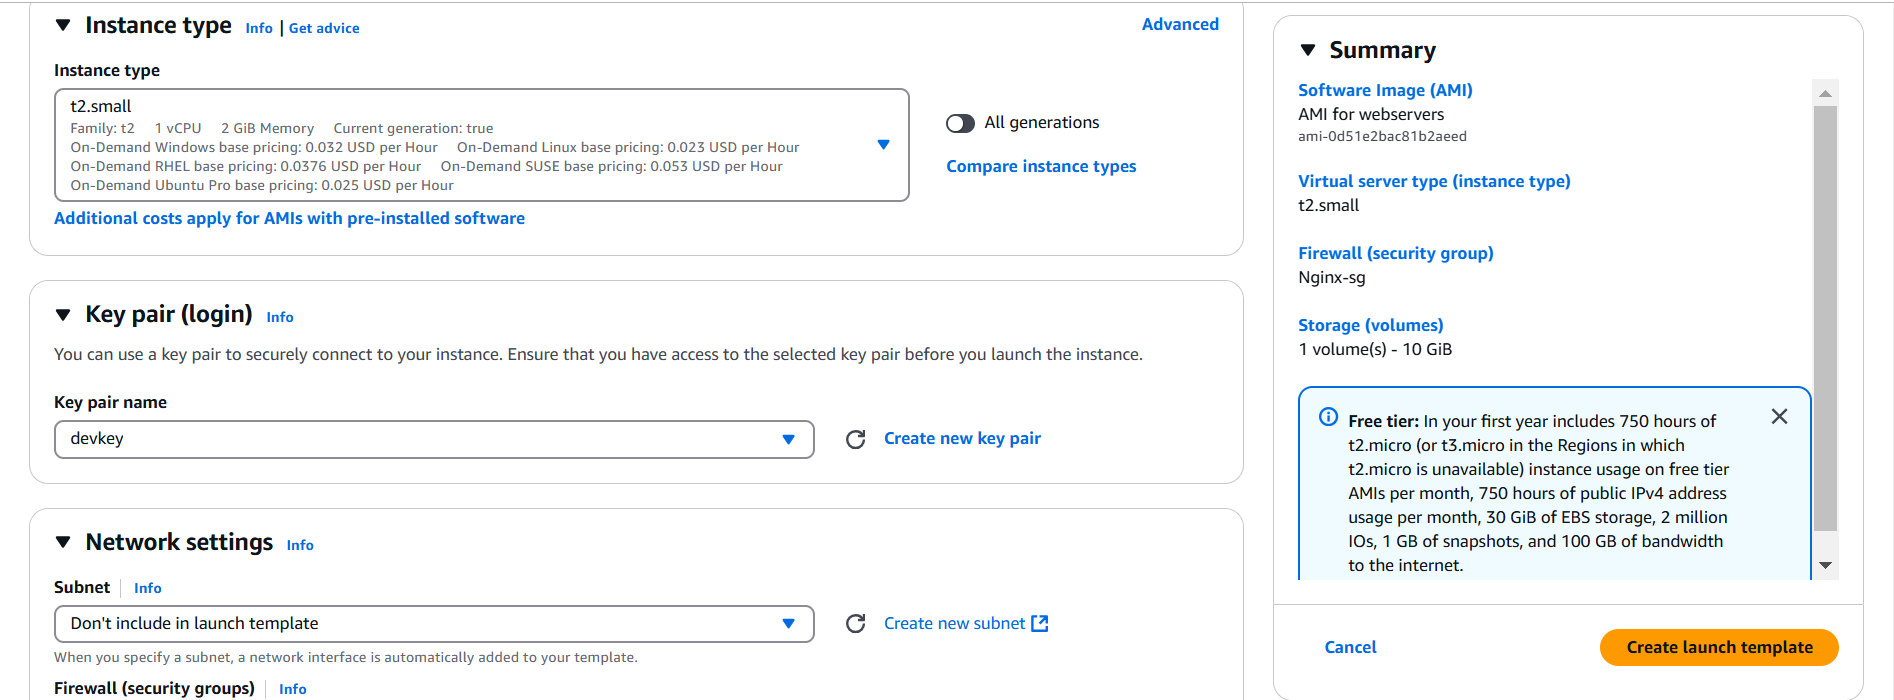 Instance type Info | Get advice
Advanced
Instance type
t2.small
Family: t2 1 vCPU 2 GiB Memory Current generation: true
On-Demand Windows base pricing: 0.032 USD per Hour On-Demand Linux base pricing: 0.023 USD per Hour
On-Demand RHEL base pricing: 0.0376 USD per Hour On-Demand SUSE base pricing: 0.053 USD per Hour
On-Demand Ubuntu Pro base pricing: 0.025 USD per Hour
All generations
Compare instance types
Additional costs apply for AMIs with pre-installed software
Key pair (login) Info
You can use a key pair to securely connect to your instance. Ensure that you have access to the selected key pair before you launch the instance.
Key pair name
devkey
Create new key pair
Network settings Info
Subnet Info
Don't include in launch template
Create new subnet
When you specify a subnet, a network interface is automatically added to your template.
Firewall (security groups) Info
Summary
Software Image (AMI)
AMI for webservers
ami-0d51e2bac81b2aeed
Virtual server type (instance type)
t2.small
Firewall (security group)
Nginx-sg
Storage (volumes)
1 volume(s) - 10 GiB
Free tier: In your first year includes 750 hours of
t2.micro (or t3.micro in the Regions in which
t2.micro is unavailable) instance usage on free tier
AMIs per month, 750 hours of public IPv4 address
usage per month, 30 GiB of EBS storage, 2 million
IOs, 1 GB of snapshots, and 100 GB of bandwidth
to the internet.
Cancel
Create launch template